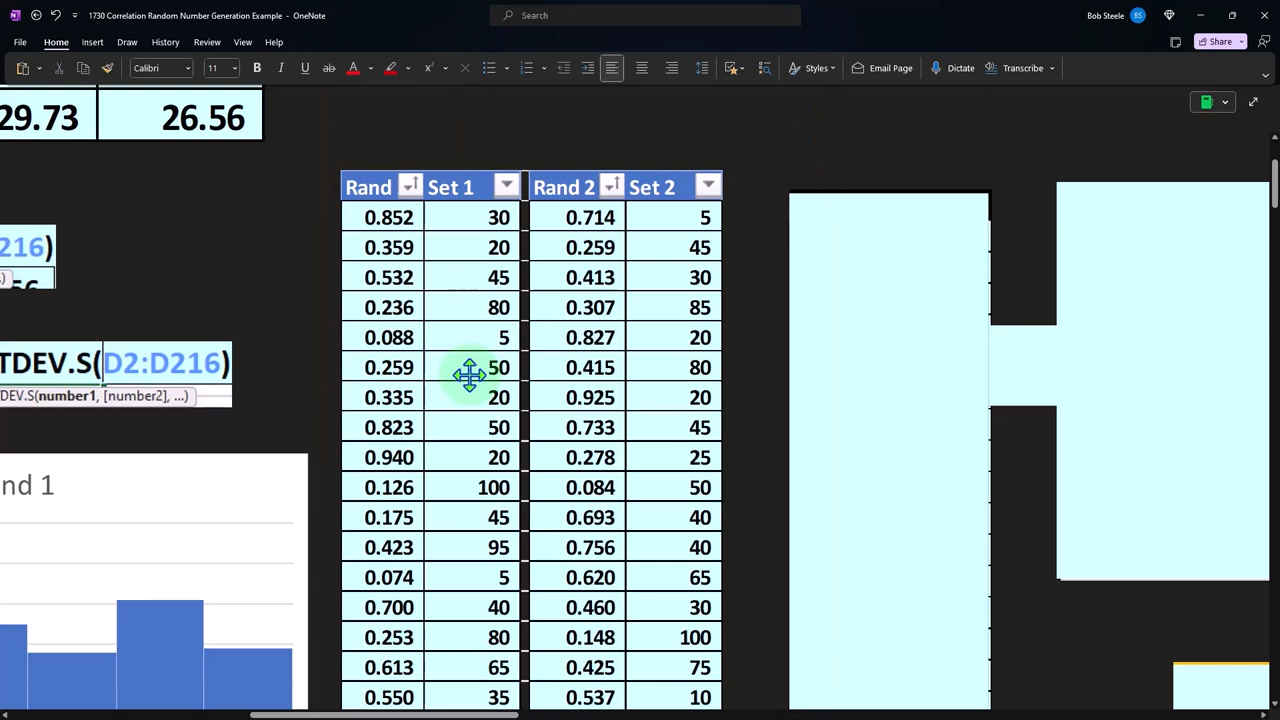 1730 Correlation Random Number Generation Example - OneNote
Search
Bob Steele
BS
File Home Insert Draw History Review View Help
Share
Calibri 11
Styles
Email Page
Dictate
Transcribe
29.73 26.56
Rand Set 1 Rand 2 Set 2
0.852 30 0.714 5
0.359 20 0.259 45
216)
0.532 45 0.413 30
0.236 80 0.307 85
0.088 5 0.827 20
TDEV.S(D2:D216)
0.259 50 0.415 80
DEV.S(number1, [number2], ...)
0.335 20 0.925 20
0.823 50 0.733 45
0.940 20 0.278 25
nd 1
0.126 100 0.084 50
0.175 45 0.693 40
0.423 95 0.756 40
0.074 5 0.620 65
0.700 40 0.460 30
0.253 80 0.148 100
0.613 65 0.425 75
0.550 35 0.537 10